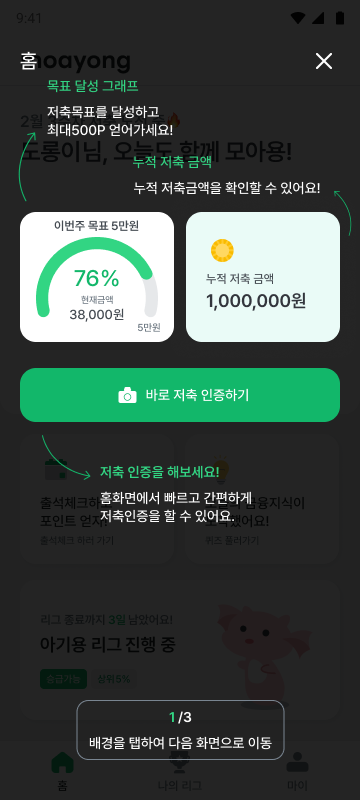 9:41
홈
moayong
목표 달성 그래프
저축목표를 달성하고
최대500P 얻어가세요!
2월
도롱이님, 오늘도 함께 모아용!
누적 저축 금액
누적 저축금액을 확인할 수 있어요!
이번주 목표 5만원
76%
현재금액
38,000원
5만원
누적 저축 금액
1,000,000원
바로 저축 인증하기
저축 인증을 해보세요!
홈화면에서 빠르고 간편하게
저축인증을 할 수 있어요.
출석체크하
포인트 얻
출석체크 하러 가기
금융지식이
퀴즈 풀러가기
리그 종료까지 3일 남았어요!
아기용 리그 진행 중
승급가능
상위 5%
1/3
배경을 탭하여 다음 화면으로 이동
홈
나의 리그
마이